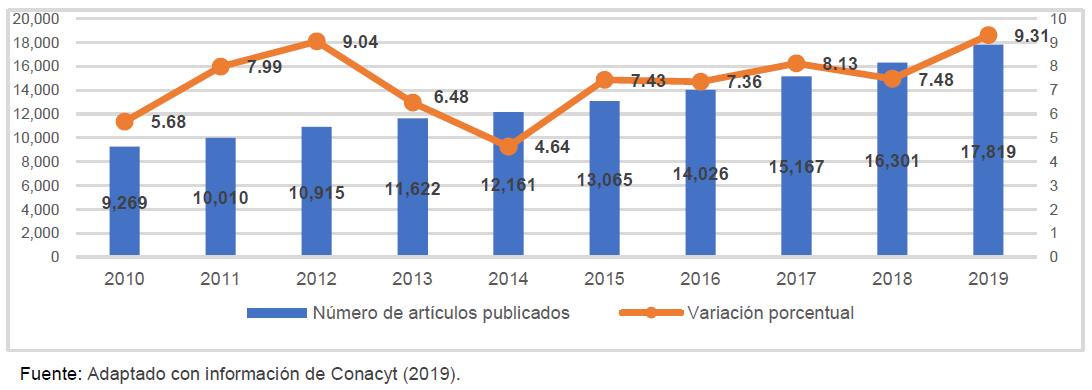 20,000 10
18,000 9.04 9.31 9
16,000 7.99 8.13 8
14,000 6.48 7.43 7.36 7.48 7
12,000 6
10,000 5.68 4.64 5
8,000 17,819 4
6,000 10,010 10,915 11,622 12,161 13,065 14,026 15,167 16,301 3
4,000 9,269 2
2,000 1
0 0
2010 2011 2012 2013 2014 2015 2016 2017 2018 2019
Número de artículos publicados Variación porcentual
Fuente: Adaptado con información de Conacyt (2019).